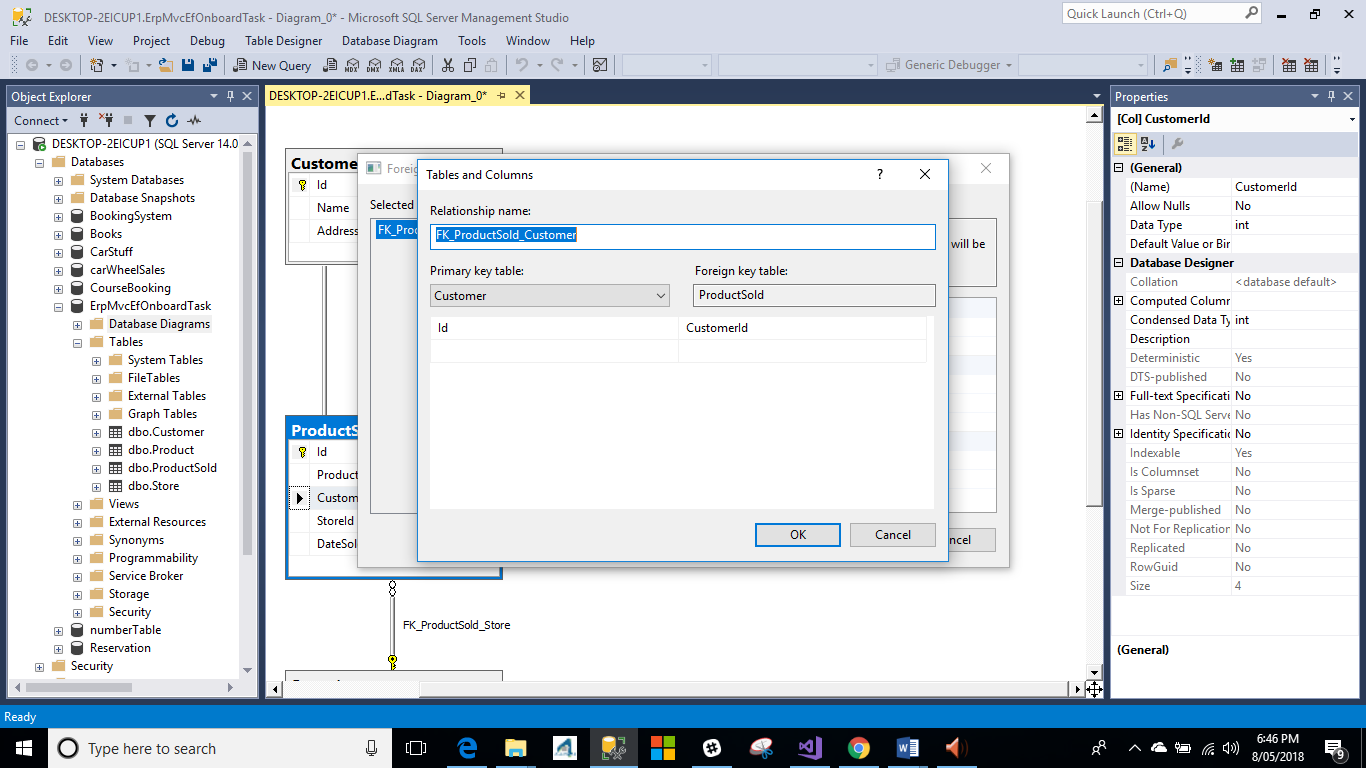 DESKTOP-2EICUP1.ErpMvcEfOnboardTask - Diagram_0* - Microsoft SQL Server Management Studio
Quick Launch (Ctrl+Q)
File Edit View Project Debug Table Designer Database Diagram Tools Window Help
New Query
MDX DMX XMLA DAX
Generic Debugger
Object Explorer
Connect
DESKTOP-2EICUP1 (SQL Server 14.0
Databases
System Databases
Database Snapshots
BookingSystem
Books
CarStuff
carWheelSales
CourseBooking
ErpMvcEfOnboardTask
Database Diagrams
Tables
System Tables
FileTables
External Tables
Graph Tables
dbo.Customer
dbo.Product
dbo.ProductSold
dbo.Store
Views
External Resources
Synonyms
Programmability
Service Broker
Storage
Security
numberTable
Reservation
Security
DESKTOP-2EICUP1.E...dTask - Diagram_0*
Custome
Id
Name
Address
ProductS
Id
Product
Custom
StoreId
DateSol
FK_ProductSold_Store
Foreig
Selected
FK_Proc
will be
ncel
Tables and Columns
?
Relationship name:
FK_ProductSold_Customer
Primary key table:
Foreign key table:
Customer
ProductSold
Id
CustomerId
OK
Cancel
Properties
[Col] CustomerId
(General)
(Name) CustomerId
Allow Nulls No
Data Type int
Default Value or Bir
Database Designer
Collation <database default>
Computed Column
Condensed Data Ty int
Description
Deterministic Yes
DTS-published No
Full-text Specificati No
Has Non-SQL Serve No
Identity Specificatio No
Indexable Yes
Is Columnset No
Is Sparse No
Merge-published No
Not For Replication No
Replicated No
RowGuid No
Size 4
(General)
Ready
Type here to search
6:46 PM
8/05/2018
9